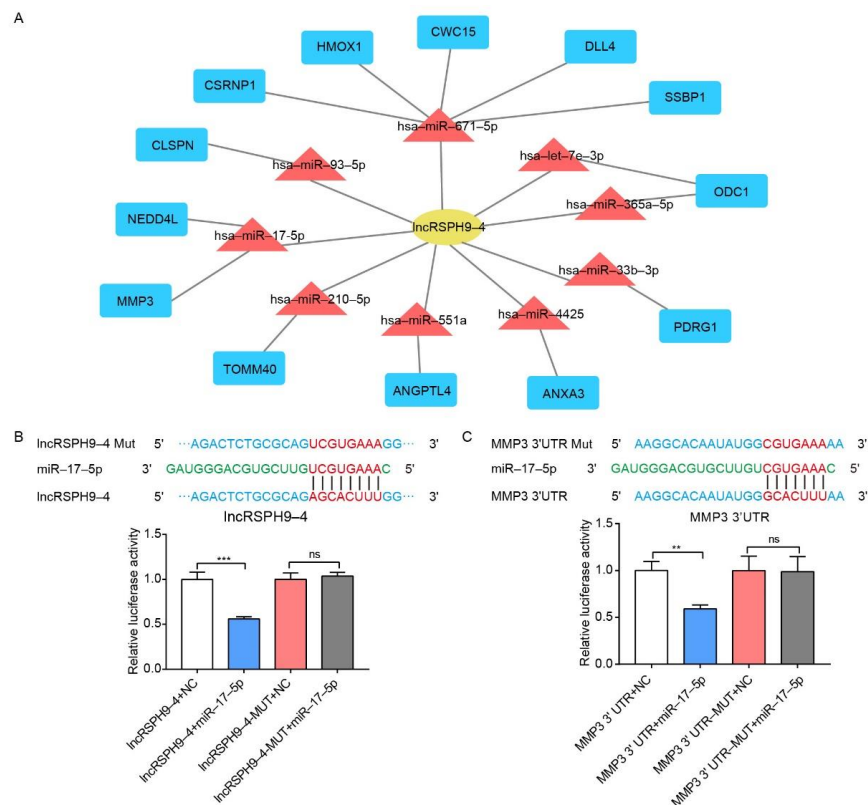 A
CWC15
HMOX1
DLL4
CSRNP1
SSBP1
hsa–miR–671–5p
CLSPN
hsa–miR–93–5p
hsa–let–7e–3p
ODC1
hsa–miR–365a–5p
NEDD4L
lncRSPH9–4
hsa–miR–17-5p
hsa–miR–33b–3p
MMP3
hsa–miR–210–5p
hsa–miR–551a
hsa–miR–4425
PDRG1
TOMM40
ANGPTL4
ANXA3
B
lncRSPH9–4 Mut 5' ···AGACTCTGCGCAGUCGUGAAAGG··· 3'
miR–17–5p 3' GAUGGGACGUGCUUGUCGUGAAAC 5'
lncRSPH9–4 5' ···AGACTCTGCGCAGAGCACUUUGG··· 3'
lncRSPH9–4
Relative luciferase activity
1.5
1.0
0.5
0.0
***
ns
lncRSPH9–4+NC
lncRSPH9–4+miR–17–5p
lncRSPH9–4-MUT+NC
lncRSPH9–4-MUT+miR–17–5p
C
MMP3 3'UTR Mut 5' AAGGCACAAUAUGGCGUGAAAAA 3'
miR–17–5p 3' GAUGGGACGUGCUUGUCGUGAAAC 5'
MMP3 3'UTR 5' AAGGCACAAUAUGGGCACUUUAA 3'
MMP3 3'UTR
Relative luciferase activity
1.5
1.0
0.5
0.0
**
ns
MMP3 3' UTR+NC
MMP3 3' UTR+miR–17–5p
MMP3 3' UTR–MUT+NC
MMP3 3' UTR–MUT+miR–17–5p